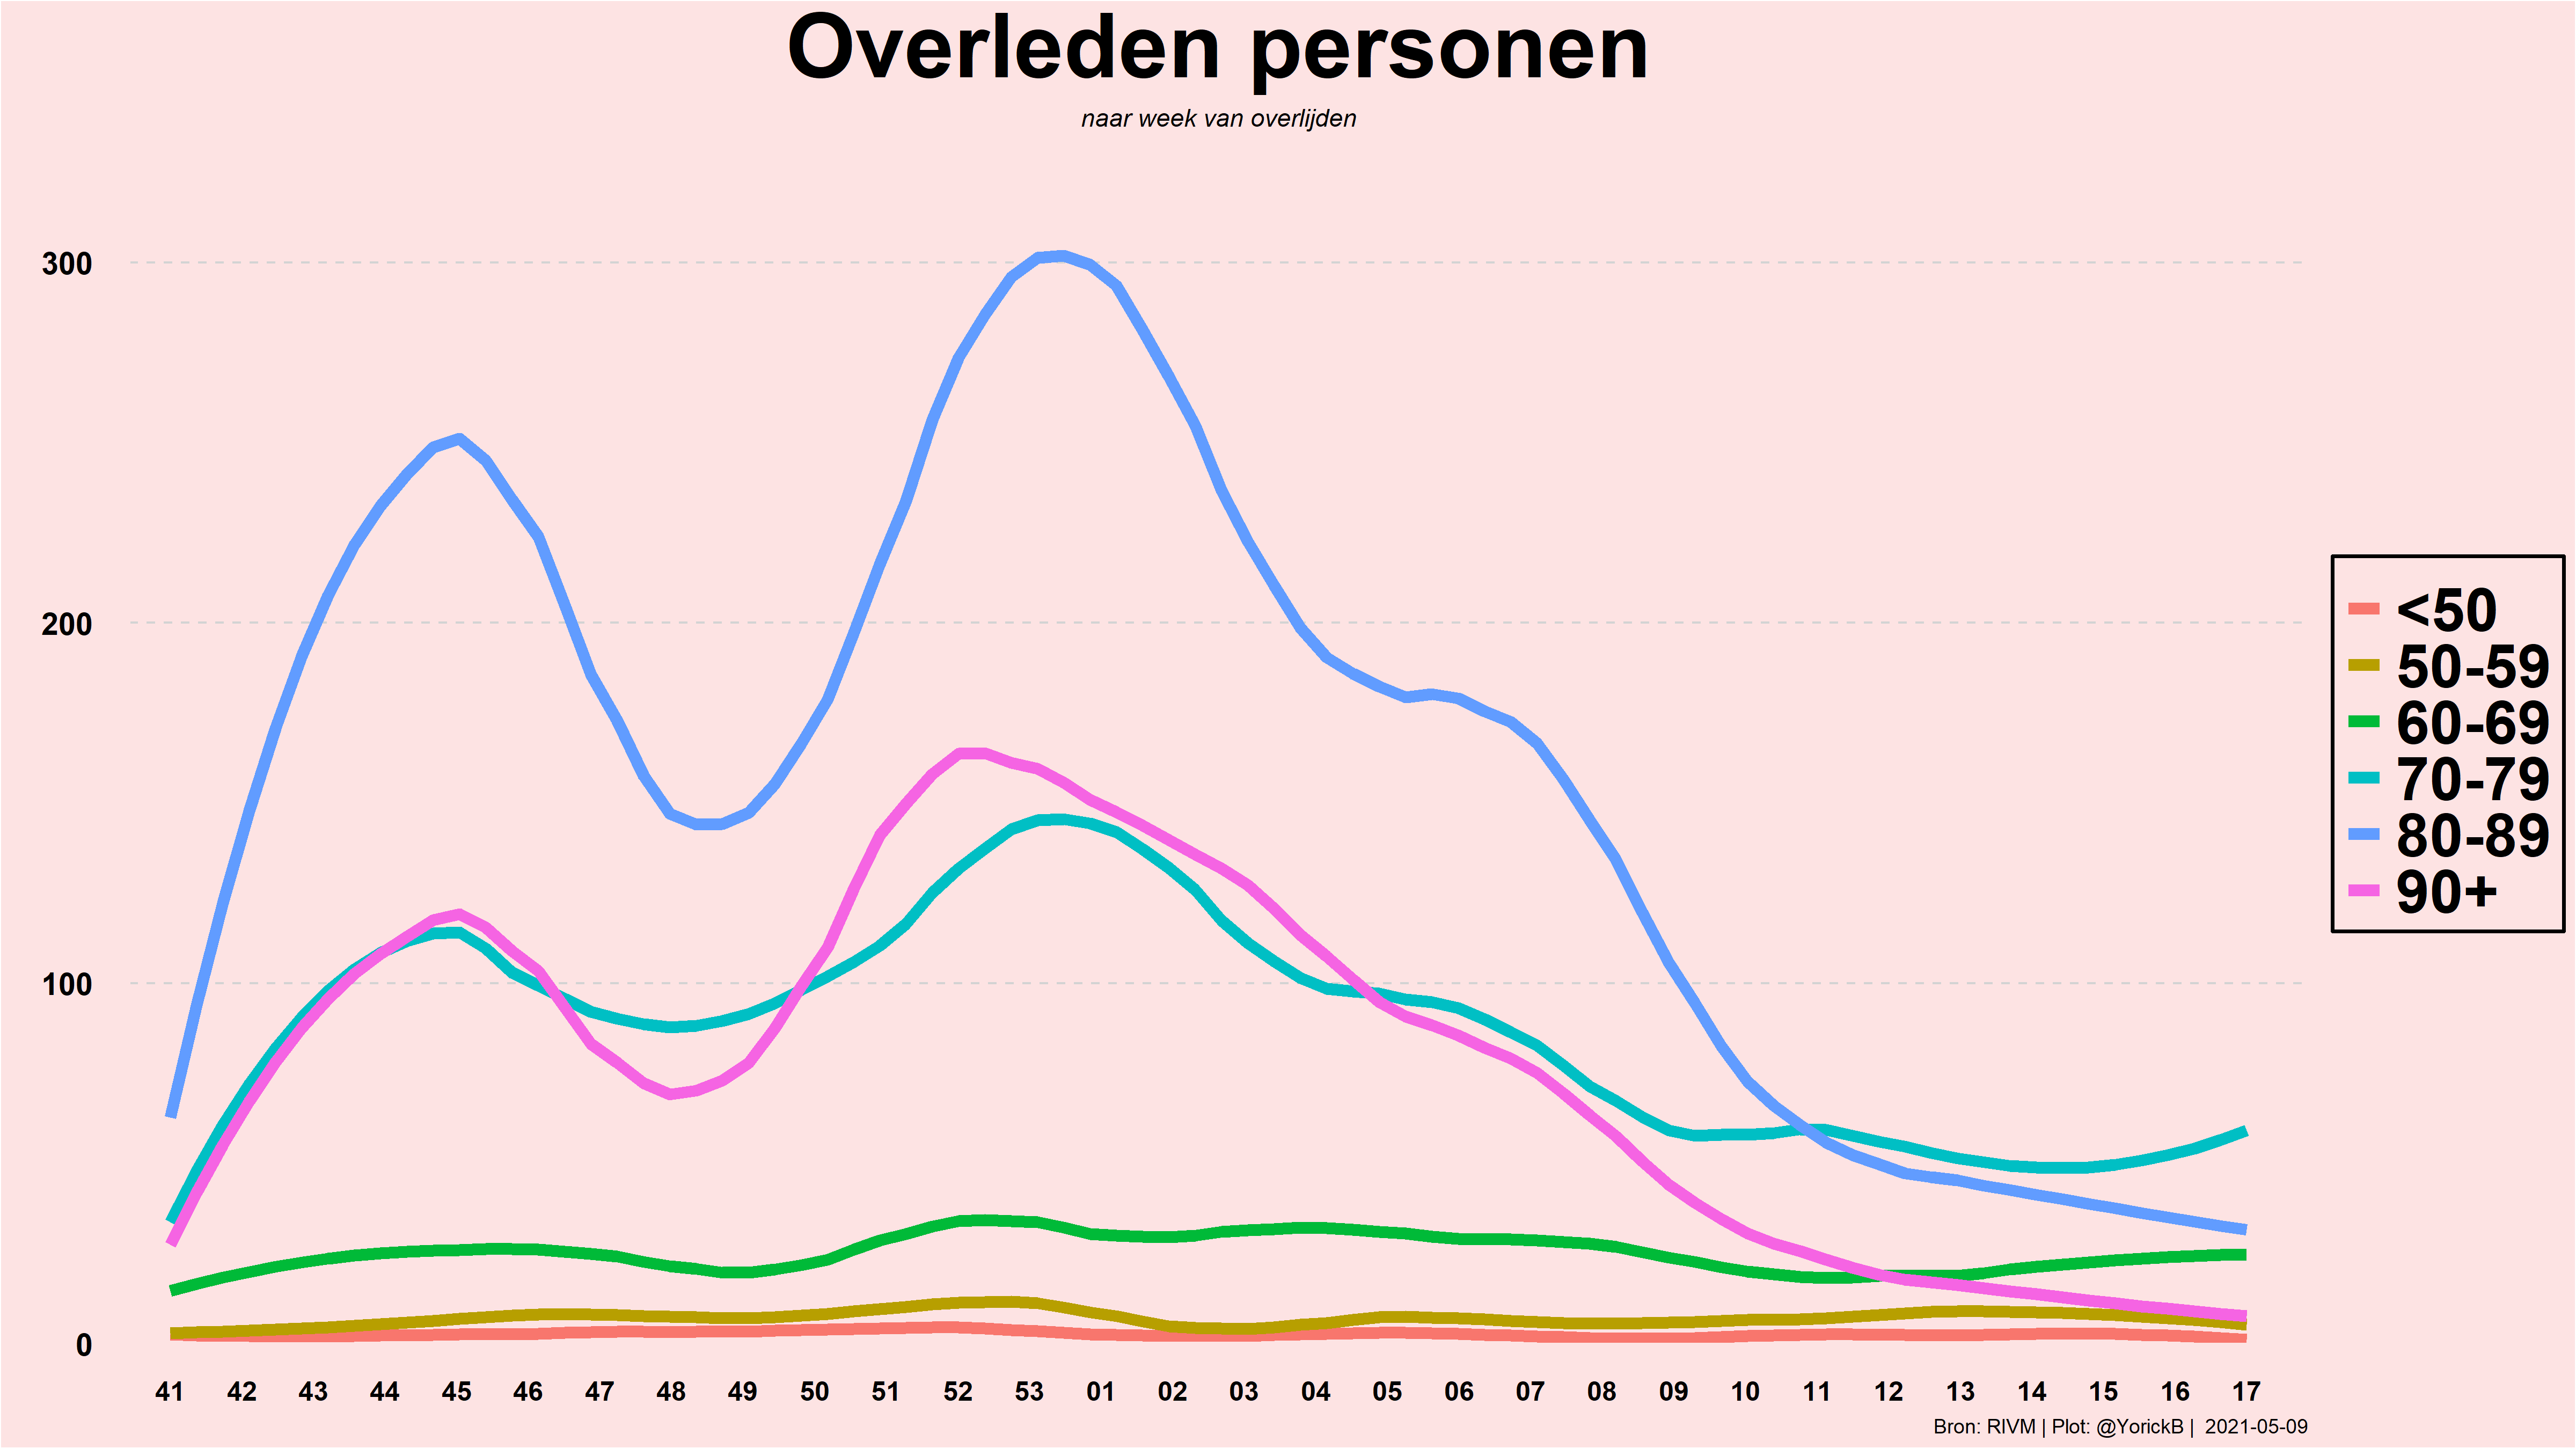 Overleden personen
naar week van overlijden
300
200
100
0
41 42 43 44 45 46 47 48 49 50 51 52 53 01 02 03 04 05 06 07 08 09 10 11 12 13 14 15 16 17
<50
50-59
60-69
70-79
80-89
90+
Bron: RIVM | Plot: @YorickB | 2021-05-09